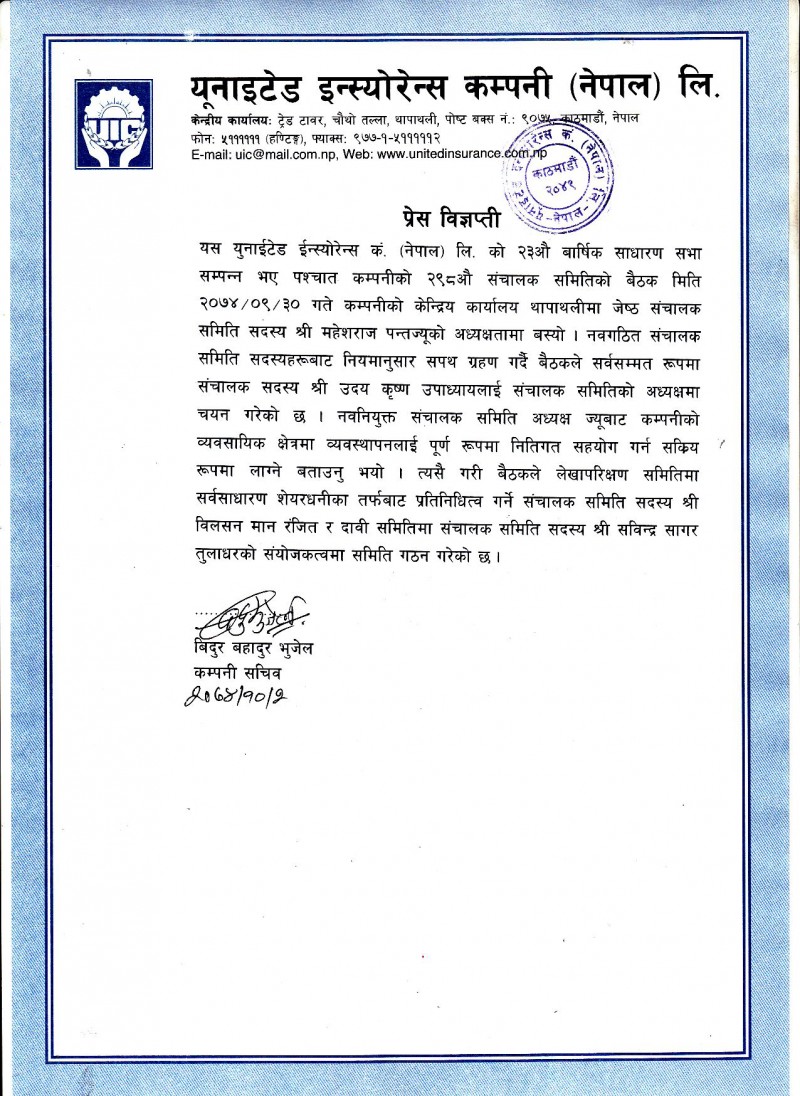 UIC
यूनाइटेड इन्स्योरेन्स कम्पनी (नेपाल) लि.
केन्द्रीय कार्यालयः ट्रेड टावर, चौथो तल्ला, थापाथली, पोष्ट बक्स नं.: ९०७५, काठमाडौं, नेपाल
फोनः ५१११११११ (हण्टिङ्ग), फ्याक्सः ९७७-१-५१११११२
E-mail: uic@mail.com.np, Web: www.unitedinsurance.com.np
यूनाइटेड इन्स्योरेन्स कं. (नेपाल) लि.
काठमाडौं
२०४९
-नेपाल-
प्रेस विज्ञप्ती
यस युनाईटेड ईन्स्योरेन्स कं. (नेपाल) लि. को २३औ बार्षिक साधारण सभा
सम्पन्न भए पश्चात कम्पनीको २९८औ संचालक समितिको बैठक मिति
२०७४/०९/३० गते कम्पनीको केन्द्रिय कार्यालय थापाथलीमा जेष्ठ संचालक
समिति सदस्य श्री महेशराज पन्तज्यूको अध्यक्षतामा बस्यो । नवगठित संचालक
समिति सदस्यहरूबाट नियमानुसार सपथ ग्रहण गर्दै बैठकले सर्वसम्मत रूपमा
संचालक सदस्य श्री उदय कृष्ण उपाध्यायलाई संचालक समितिको अध्यक्षमा
चयन गरेको छ । नवनियुक्त संचालक समिति अध्यक्ष ज्यूबाट कम्पनीको
व्यवसायिक क्षेत्रमा व्यवस्थापनलाई पूर्ण रूपमा नितिगत सहयोग गर्न सक्रिय
रूपमा लाग्ने बताउनु भयो । त्यसै गरी बैठकले लेखापरिक्षण समितिमा
सर्वसाधारण शेयरधनीका तर्फबाट प्रतिनिधित्व गर्ने संचालक समिति सदस्य श्री
विलसन मान रंजित र दावी समितिमा संचालक समिति सदस्य श्री सविन्द्र सागर
तुलाधरको संयोजकत्वमा समिति गठन गरेको छ ।
बिदुर बहादुर भुजेल
कम्पनी सचिव
२०७४/१०/२